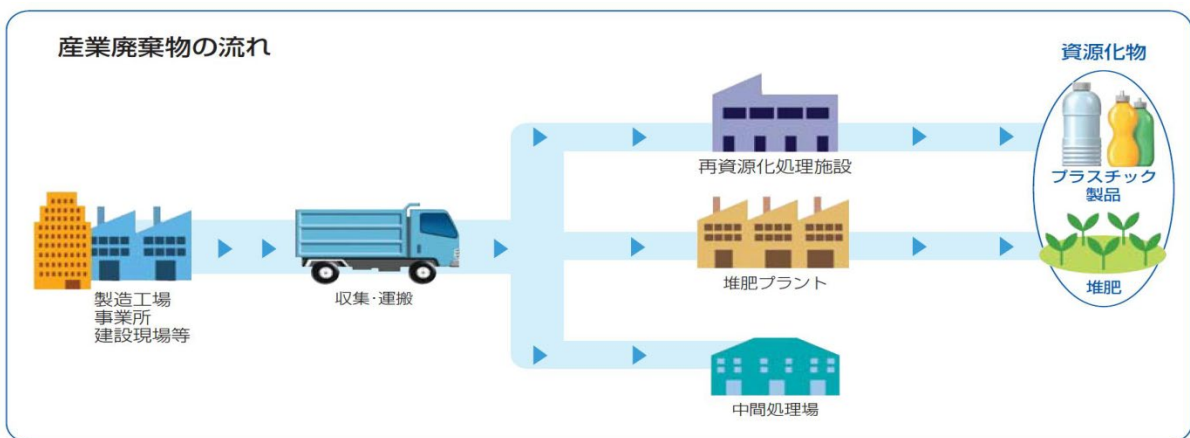 産業廃棄物の流れ
資源化物
再資源化処理施設
プラスチック
製品
製造工場
事業所
建設現場等
収集・運搬
堆肥プラント
堆肥
中間処理場